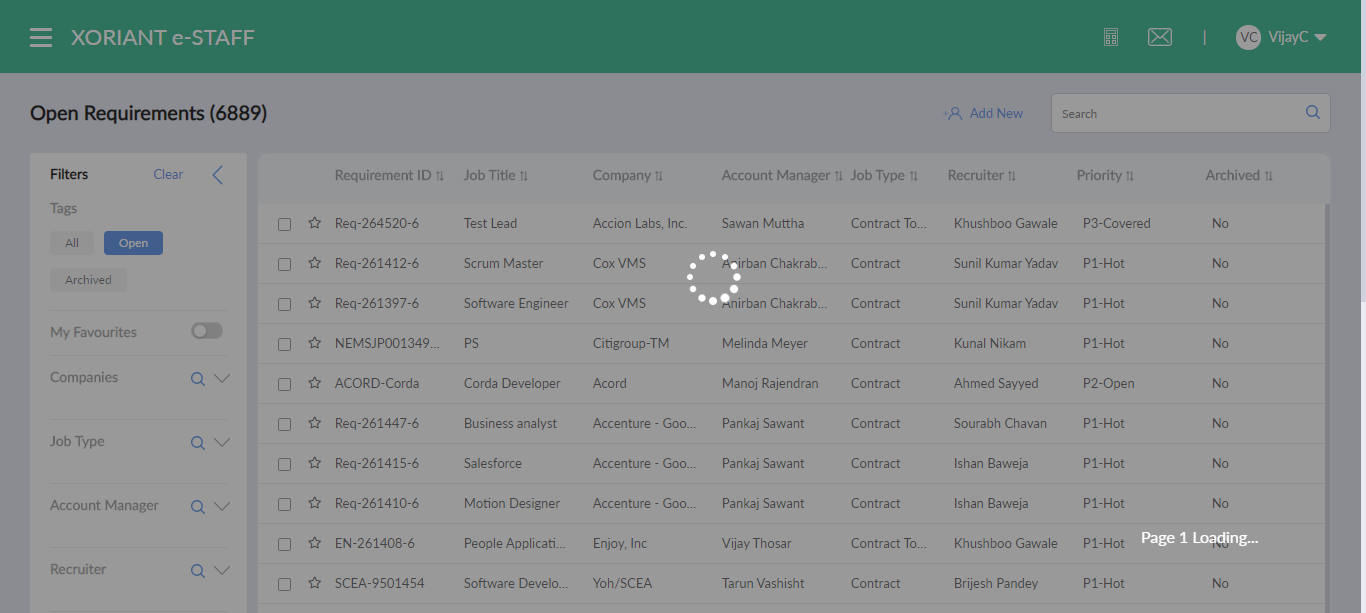 XORIANT e-STAFF | VC VijayC
Open Requirements (6889) Add New Search
Filters Clear
Tags
All Open
Archived
My Favourites
Companies
Job Type
Account Manager
Recruiter
Requirement ID Job Title Company Account Manager Job Type Recruiter Priority Archived
Req-264520-6 Test Lead Accion Labs, Inc. Sawan Muttha Contract To... Khushboo Gawale P3-Covered No
Req-261412-6 Scrum Master Cox VMS Anirban Chakrab... Contract Sunil Kumar Yadav P1-Hot No
Req-261397-6 Software Engineer Cox VMS Anirban Chakrab... Contract Sunil Kumar Yadav P1-Hot No
NEMSJP001349... PS Citigroup-TM Melinda Meyer Contract Kunal Nikam P1-Hot No
ACORD-Corda Corda Developer Acord Manoj Rajendran Contract Ahmed Sayyed P2-Open No
Req-261447-6 Business analyst Accenture - Goo... Pankaj Sawant Contract Sourabh Chavan P1-Hot No
Req-261415-6 Salesforce Accenture - Goo... Pankaj Sawant Contract Ishan Baweja P1-Hot No
Req-261410-6 Motion Designer Accenture - Goo... Pankaj Sawant Contract Ishan Baweja P1-Hot No
EN-261408-6 People Applicati... Enjoy, Inc Vijay Thosar Contract To... Khushboo Gawale P1-Hot No
Page 1 Loading...
SCEA-9501454 Software Develo... Yoh/SCEA Tarun Vashisht Contract Brijesh Pandey P1-Hot No